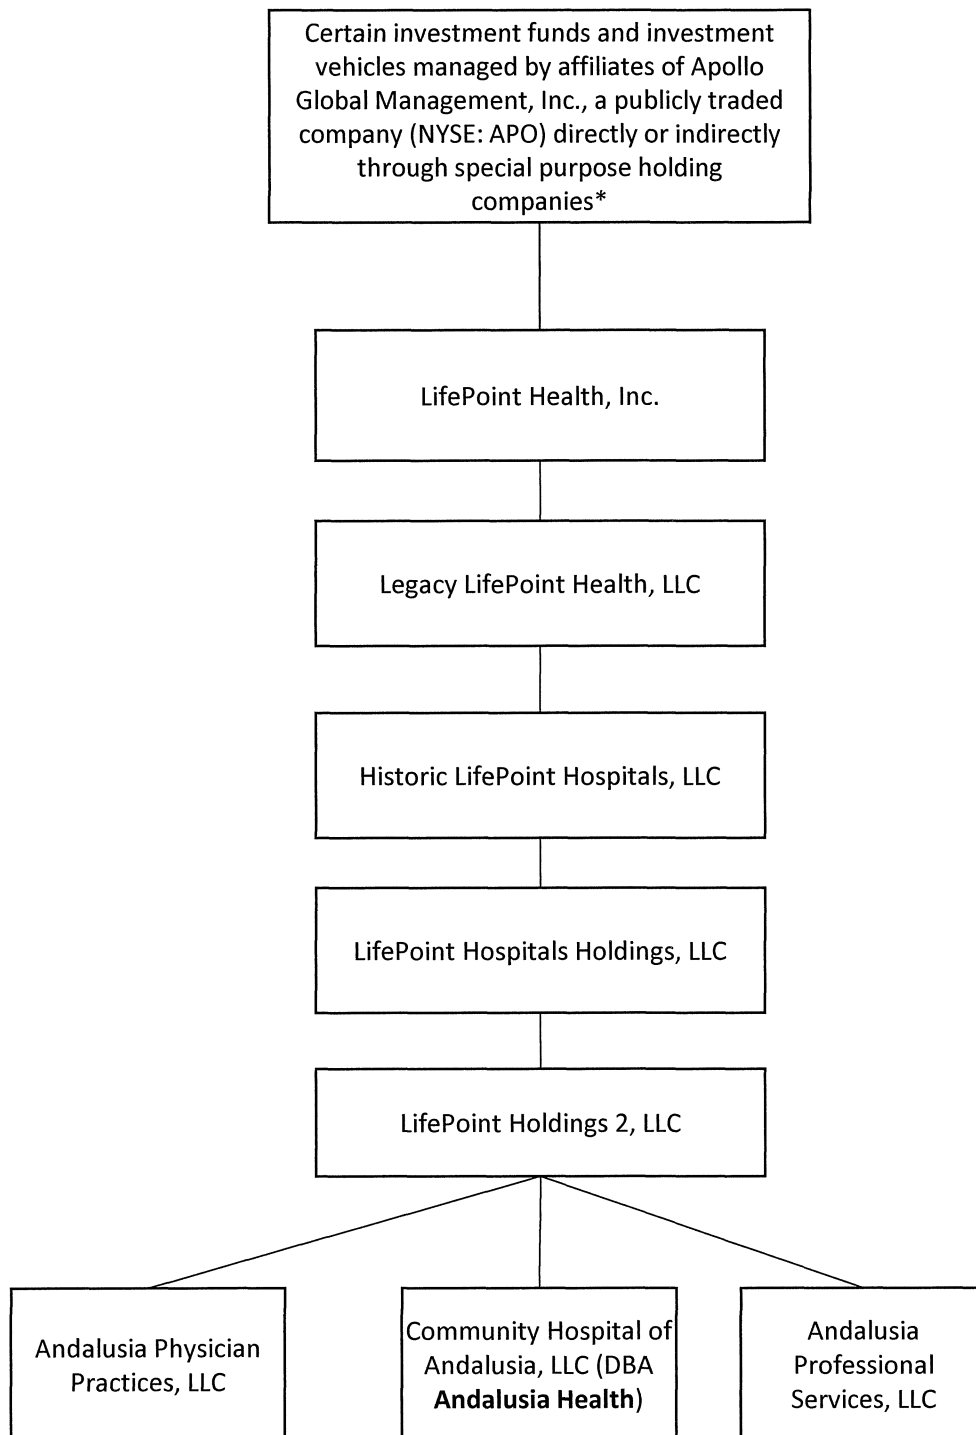 Certain investment funds and investment
vehicles managed by affiliates of Apollo
Global Management, Inc., a publicly traded
company (NYSE: APO) directly or indirectly
through special purpose holding
companies*
LifePoint Health, Inc.
Legacy LifePoint Health, LLC
Historic LifePoint Hospitals, LLC
LifePoint Hospitals Holdings, LLC
LifePoint Holdings 2, LLC
Andalusia Physician
Practices, LLC
Community Hospital of
Andalusia, LLC (DBA
Andalusia Health)
Andalusia
Professional
Services, LLC